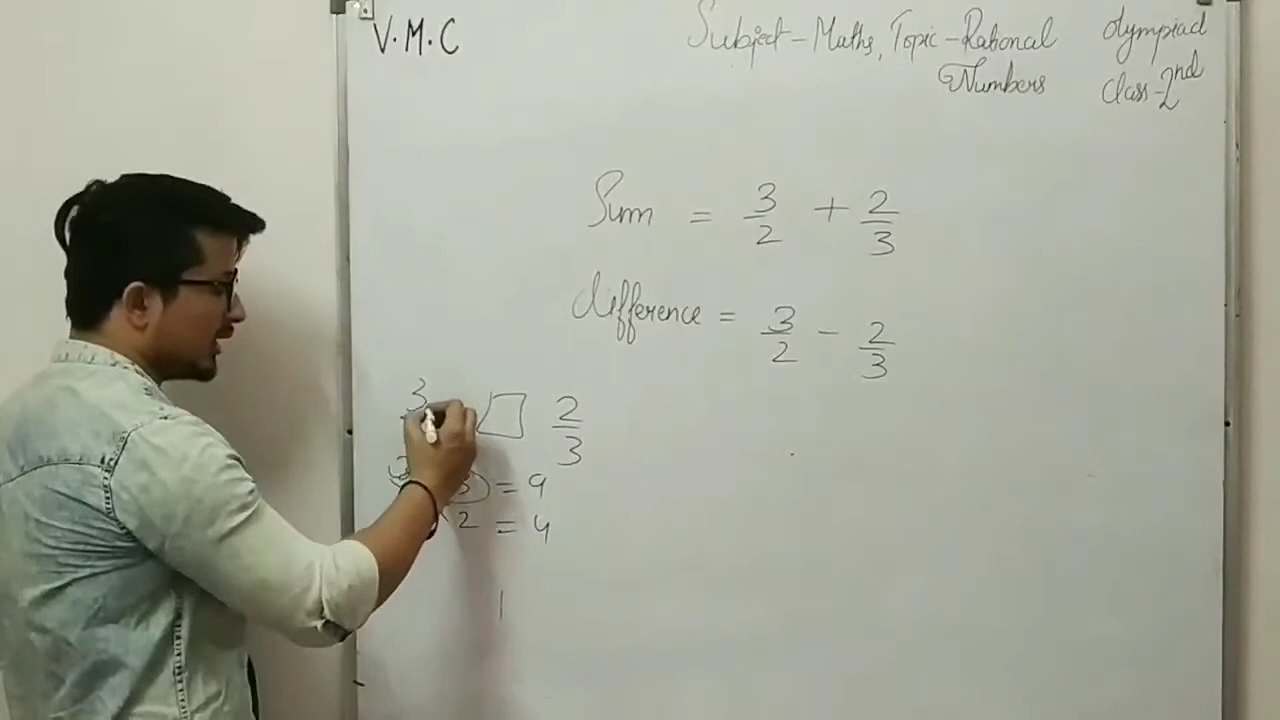 V.M.C
Subject - Maths, Topic - Rational
Numbers
Olympiad
Class - 2nd
Sum = 3/2 + 2/3
difference = 3/2 - 2/3
3 □ 2/3
3 = 9
2 = 4
1